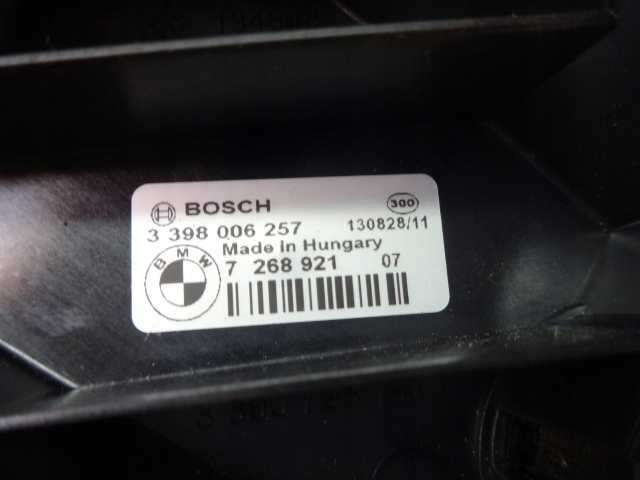 BOSCH 300
3 398 006 257 130828/11
Made in Hungary
BMW
7 268 921 07